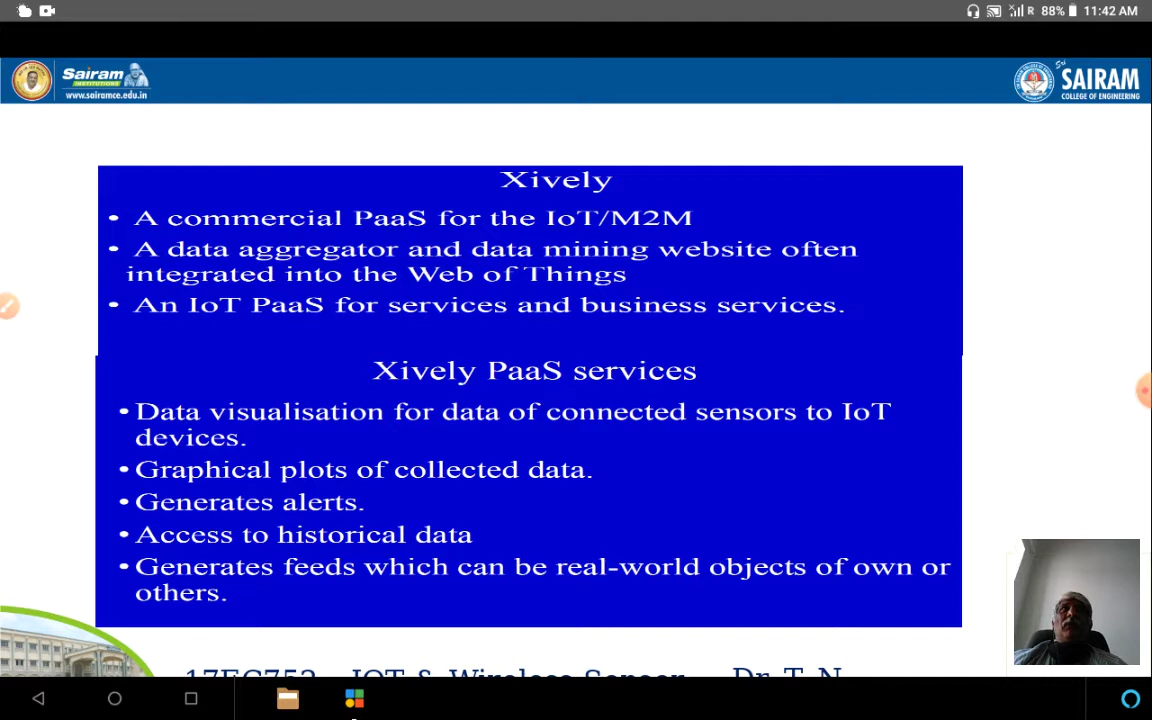 R 88% 11:42 AM
Sairam
INSTITUTIONS
www.sairamce.edu.in
Sri
SAIRAM
COLLEGE OF ENGINEERING
Xively
• A commercial PaaS for the IoT/M2M
• A data aggregator and data mining website often
integrated into the Web of Things
• An IoT PaaS for services and business services.
Xively PaaS services
• Data visualisation for data of connected sensors to IoT
devices.
• Graphical plots of collected data.
• Generates alerts.
• Access to historical data
• Generates feeds which can be real-world objects of own or
others.
17EC752 IOT & Wireless Sensor Dr. T. N.